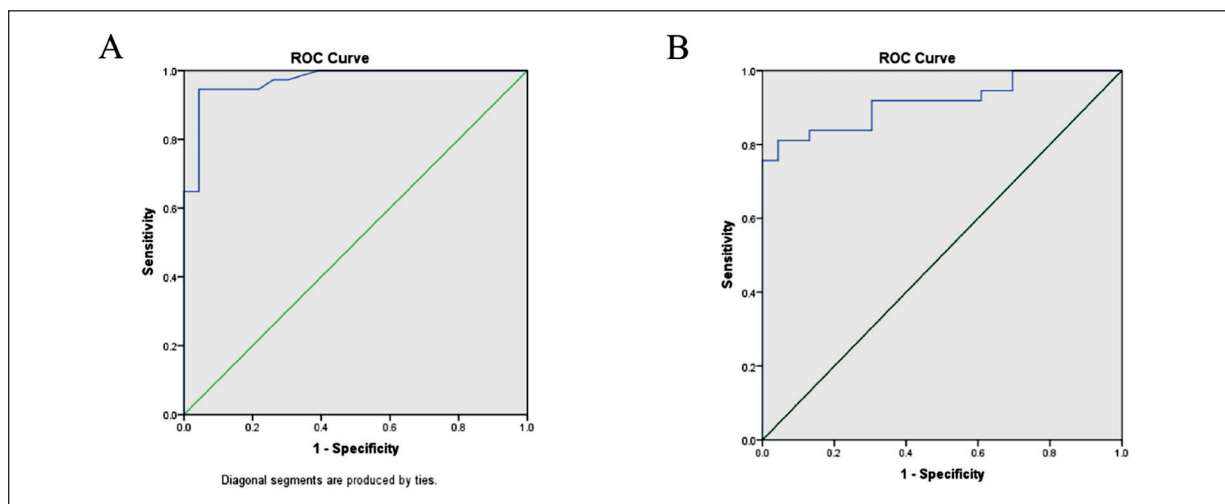 A
ROC Curve
1.0
0.8
0.6
0.4
0.2
0.0
0.0 0.2 0.4 0.6 0.8 1.0
Sensitivity
1 - Specificity
Diagonal segments are produced by ties.
B
ROC Curve
1.0
0.8
0.6
0.4
0.2
0.0
0.0 0.2 0.4 0.6 0.8 1.0
Sensitivity
1 - Specificity